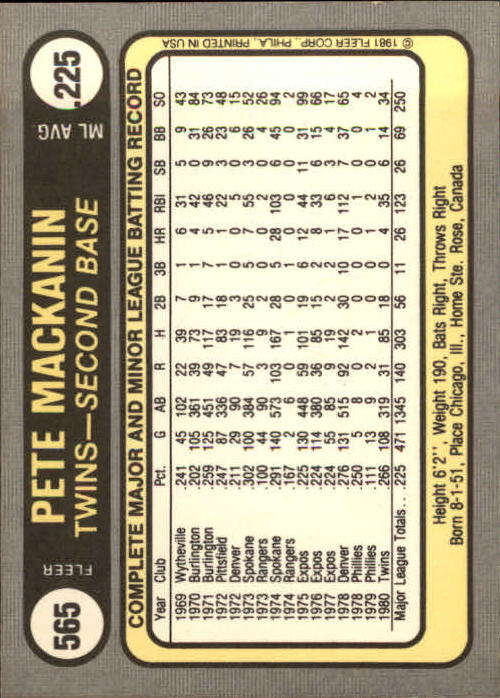 565
FLEER
PETE MACKANIN
TWINS—SECOND BASE
ML AVG
.225
COMPLETE MAJOR AND MINOR LEAGUE BATTING RECORD
Year Club Pct. G AB R H 2B 3B HR RBI SB BB SO
1969 Wytheville .241 45 102 22 39 7 1 6 31 5 9 43
1970 Burlington .202 105 361 39 73 9 1 4 42 0 31 84
1971 Burlington .259 125 451 49 117 17 7 5 46 9 26 73
1972 Pittsfield .247 87 336 47 83 18 1 7 22 3 23 48
1972 Denver .211 29 90 7 19 3 0 0 5 0 6 15
1973 Spokane .302 100 384 57 116 25 5 7 55 3 26 52
1973 Rangers .100 44 90 3 9 2 0 0 2 0 4 26
1974 Spokane .291 140 573 103 167 28 5 28 103 6 45 94
1974 Rangers .167 2 6 0 1 0 1 0 0 0 0 2
1975 Expos .225 130 448 59 101 19 6 12 44 11 31 99
1976 Expos .224 114 380 36 85 15 2 8 33 6 15 66
1977 Expos .224 55 85 9 19 2 2 1 6 3 4 17
1978 Denver .276 131 515 92 142 30 10 17 112 7 37 65
1978 Phillies .250 5 8 0 2 0 0 0 1 0 0 4
1979 Phillies .111 13 9 2 1 0 0 1 2 0 1 2
1980 Twins .266 108 319 31 85 18 0 4 35 6 14 34
Major League Totals... .225 471 1345 140 303 56 11 26 123 26 69 250
Height 6'2", Weight 190, Bats Right, Throws Right
Born 8-1-51, Place Chicago, Ill., Home Ste. Rose, Canada
© 1981 FLEER CORP., PHILA., PRINTED IN USA